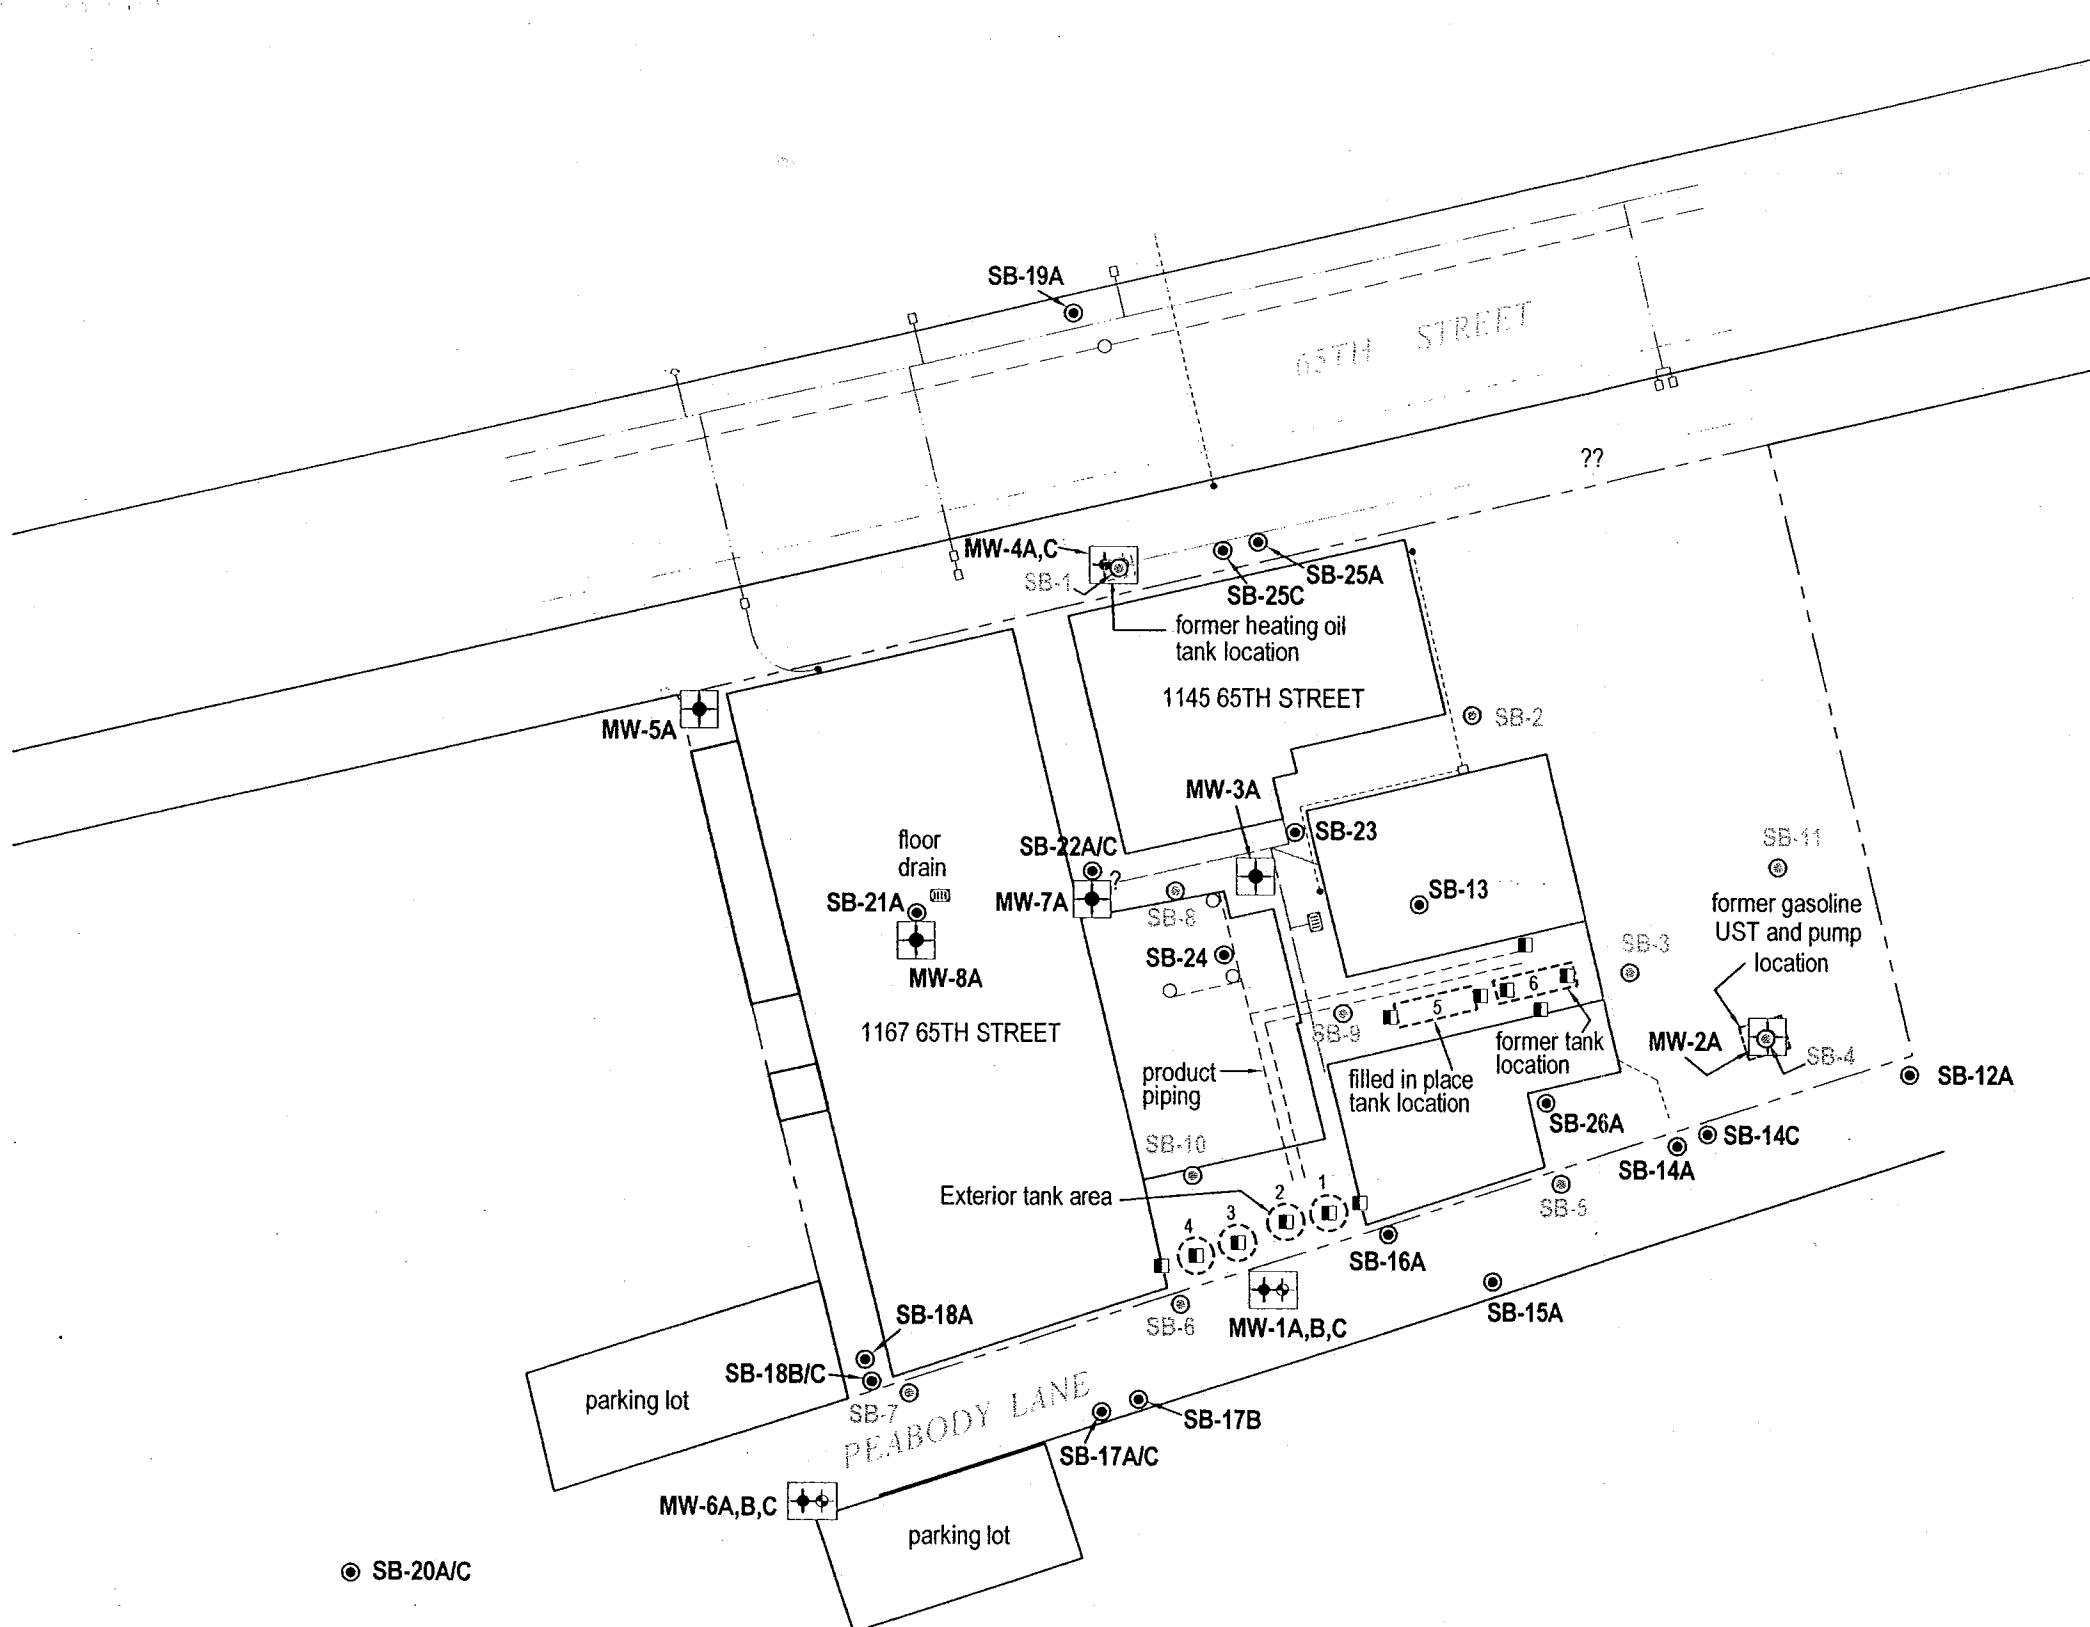 SB-19A
65TH STREET
??
MW-4A,C
SB-1
SB-25A
SB-25C
former heating oil
tank location
1145 65TH STREET
MW-5A
SB-2
MW-3A
SB-23
floor
drain
SB-22A/C
?
SB-11
SB-21A
MW-7A
SB-8
SB-13
former gasoline
UST and pump
location
SB-24
SB-3
MW-8A
6
5
1167 65TH STREET
SB-9
former tank
location
MW-2A
SB-4
product
piping
filled in place
tank location
SB-12A
SB-26A
SB-14C
SB-10
SB-14A
Exterior tank area
2
1
SB-5
4
3
SB-16A
SB-6
MW-1A,B,C
SB-15A
SB-18A
SB-18B/C
parking lot
SB-7
PEABODY LANE
SB-17B
SB-17A/C
MW-6A,B,C
parking lot
SB-20A/C